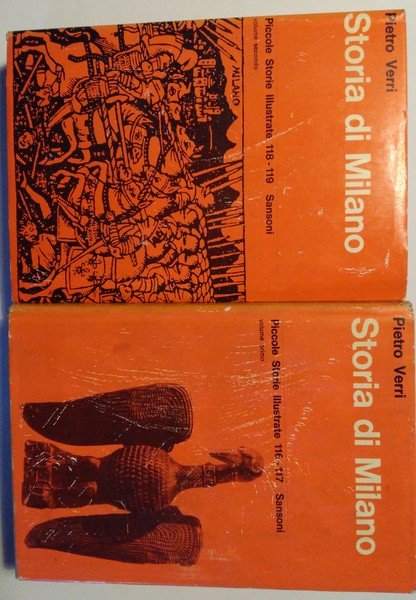 Pietro Verri
Storia di Milano
Piccole Storie Illustrate 118-119 Sansoni
volume secondo
MILANO
Pietro Verri
Storia di Milano
Piccole Storie Illustrate 116-117 Sansoni
volume primo